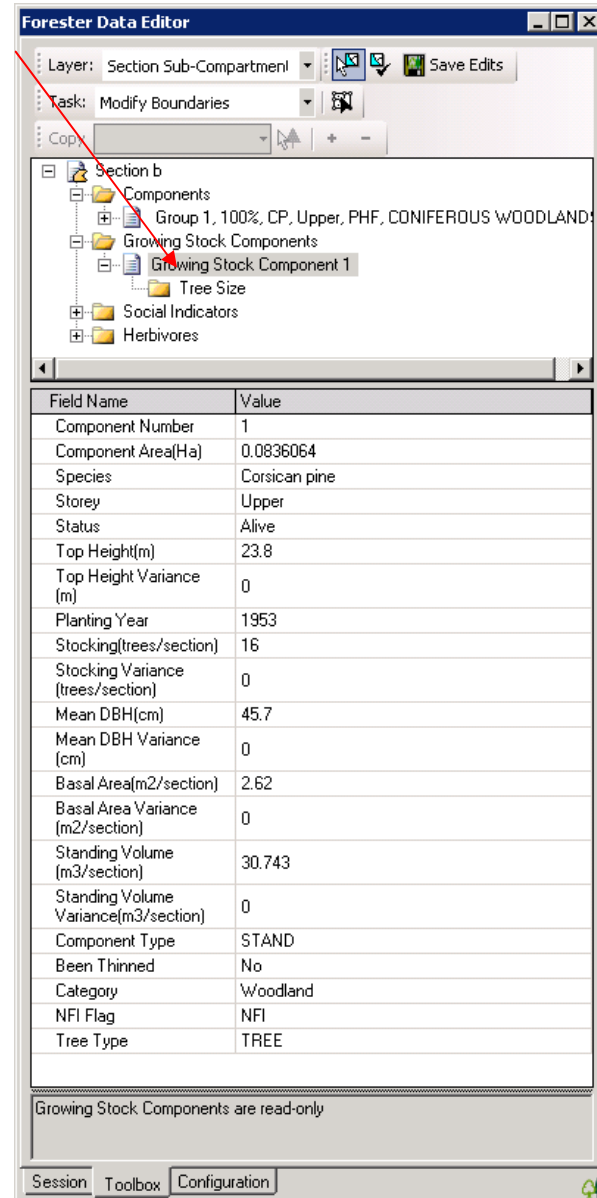 Forester Data Editor
Layer: Section Sub-Compartment Save Edits
Task: Modify Boundaries
Copy + -
Section b
Components
Group 1, 100%, CP, Upper, PHF, CONIFEROUS WOODLANDS
Growing Stock Components
Growing Stock Component 1
Tree Size
Social Indicators
Herbivores
Field Name Value
Component Number 1
Component Area(Ha) 0.0836064
Species Corsican pine
Storey Upper
Status Alive
Top Height(m) 23.8
Top Height Variance
(m) 0
Planting Year 1953
Stocking(trees/section) 16
Stocking Variance
(trees/section) 0
Mean DBH(cm) 45.7
Mean DBH Variance
(cm) 0
Basal Area(m2/section) 2.62
Basal Area Variance
(m2/section) 0
Standing Volume
(m3/section) 30.743
Standing Volume
Variance(m3/section) 0
Component Type STAND
Been Thinned No
Category Woodland
NFI Flag NFI
Tree Type TREE
Growing Stock Components are read-only
Session Toolbox Configuration